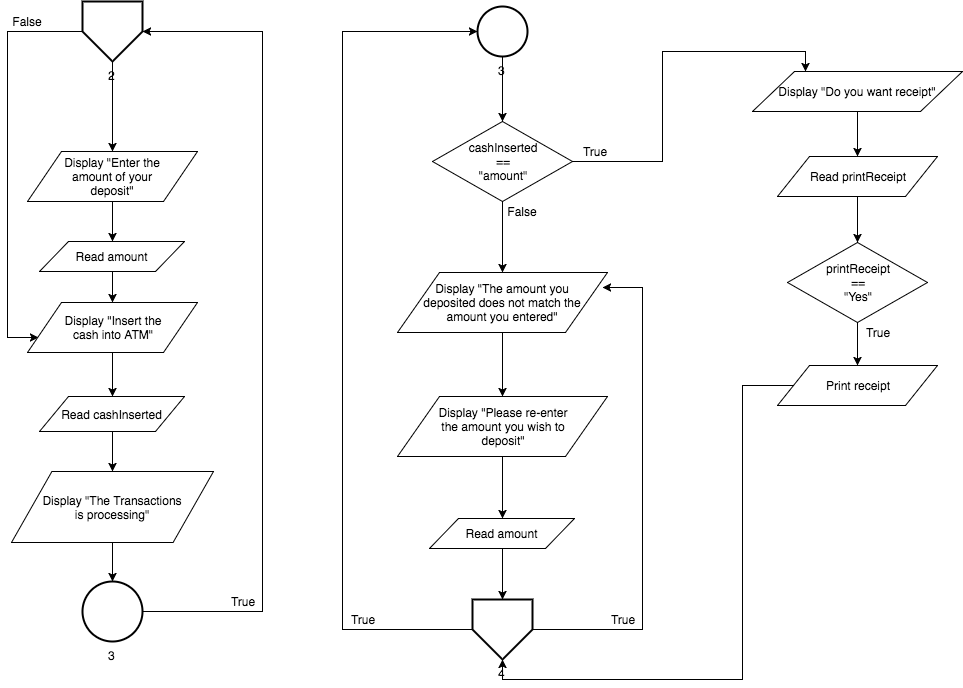 False
2
Display "Enter the
amount of your
deposit"
Read amount
Display "Insert the
cash into ATM"
Read cashInserted
Display "The Transactions
is processing"
True
3
3
cashInserted
==
"amount"
True
False
Display "The amount you
deposited does not match the
amount you entered"
Display "Please re-enter
the amount you wish to
deposit"
Read amount
True
True
4
Display "Do you want receipt"
Read printReceipt
printReceipt
==
"Yes"
True
Print receipt